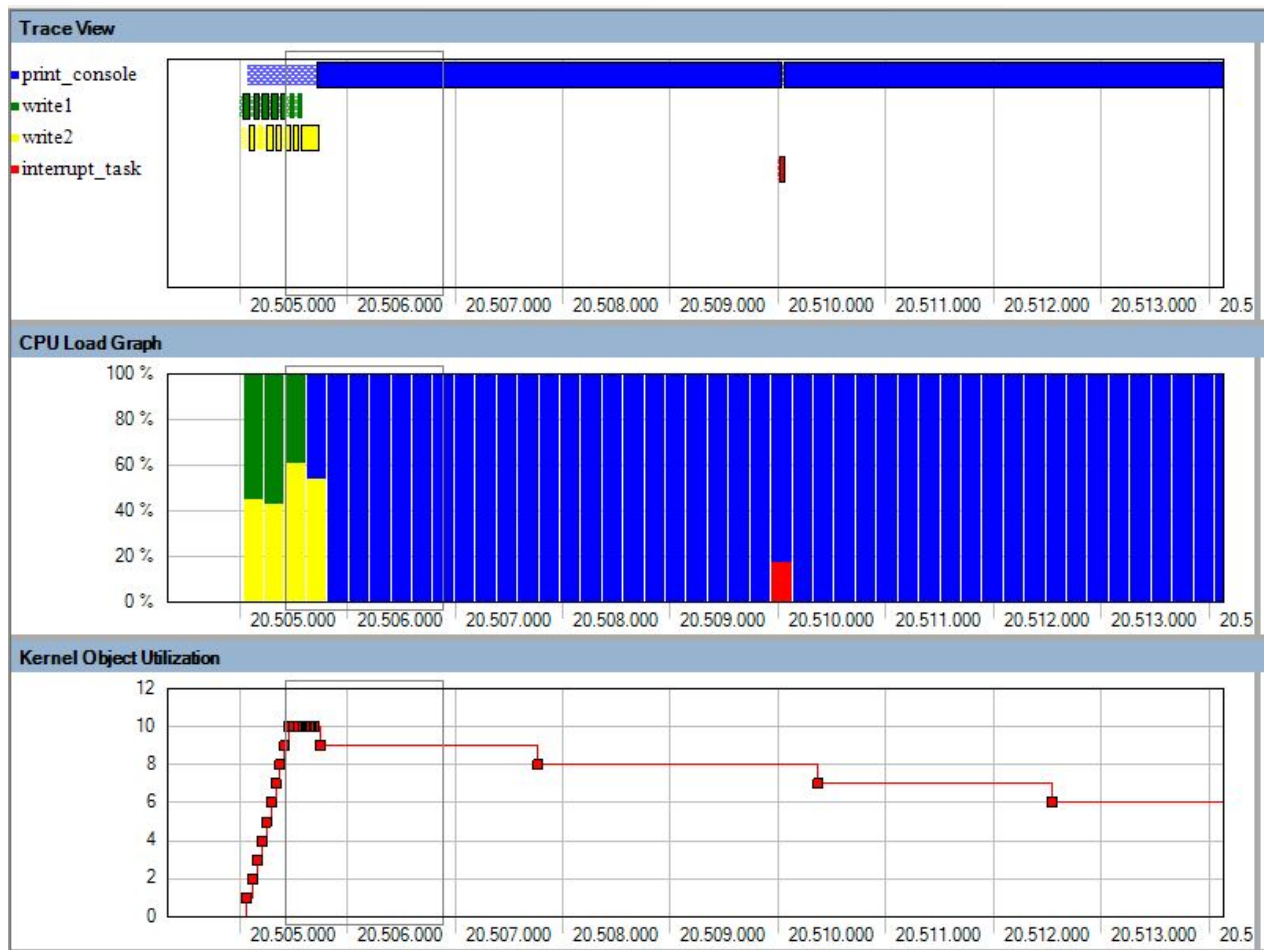 Trace View
print_console
write1
write2
interrupt_task
20.505.000 20.506.000 20.507.000 20.508.000 20.509.000 20.510.000 20.511.000 20.512.000 20.513.000 20.5
CPU Load Graph
100 %
80 %
60 %
40 %
20 %
0 %
20.505.000 20.506.000 20.507.000 20.508.000 20.509.000 20.510.000 20.511.000 20.512.000 20.513.000 20.5
Kernel Object Utilization
12
10
8
6
4
2
0
20.505.000 20.506.000 20.507.000 20.508.000 20.509.000 20.510.000 20.511.000 20.512.000 20.513.000 20.5